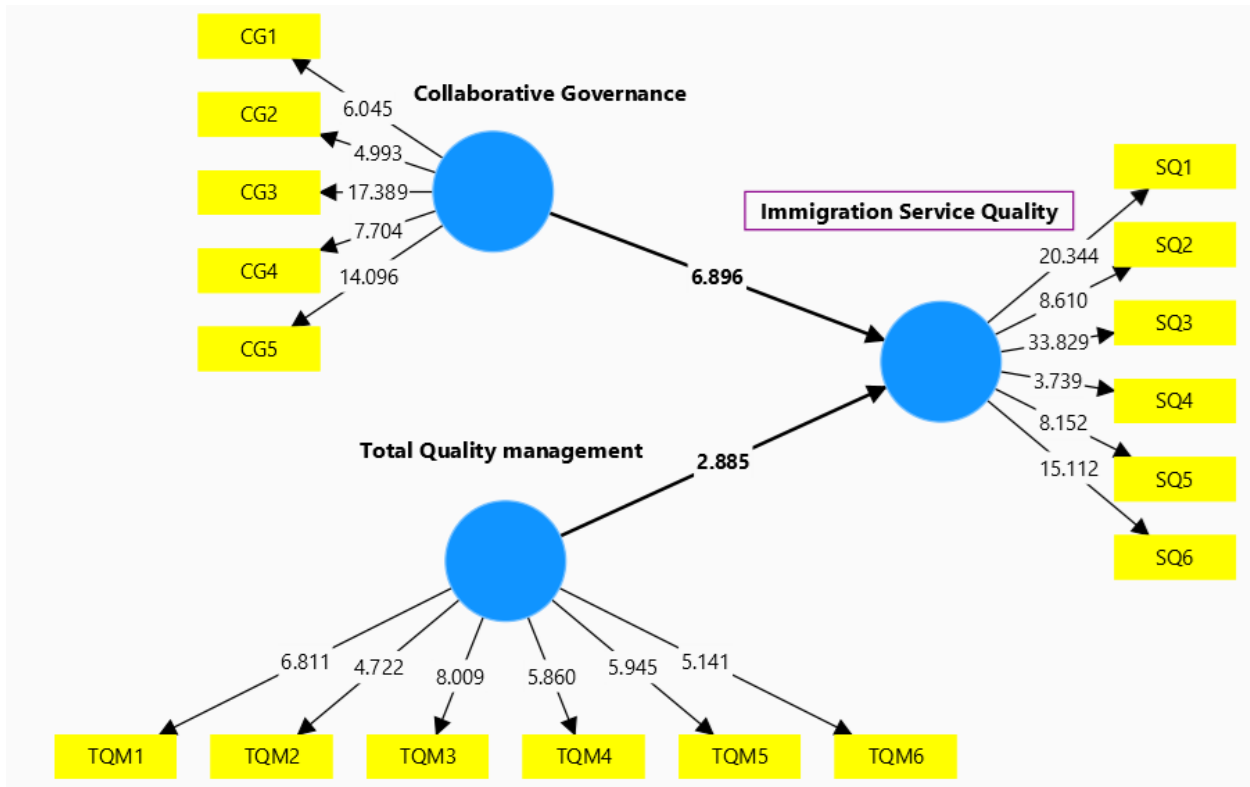 CG1
CG2
CG3
CG4
CG5
6.045
4.993
17.389
7.704
14.096
Collaborative Governance
6.896
Immigration Service Quality
SQ1
SQ2
SQ3
SQ4
SQ5
SQ6
20.344
8.610
33.829
3.739
8.152
15.112
Total Quality management
2.885
6.811
4.722
8.009
5.860
5.945
5.141
TQM1
TQM2
TQM3
TQM4
TQM5
TQM6